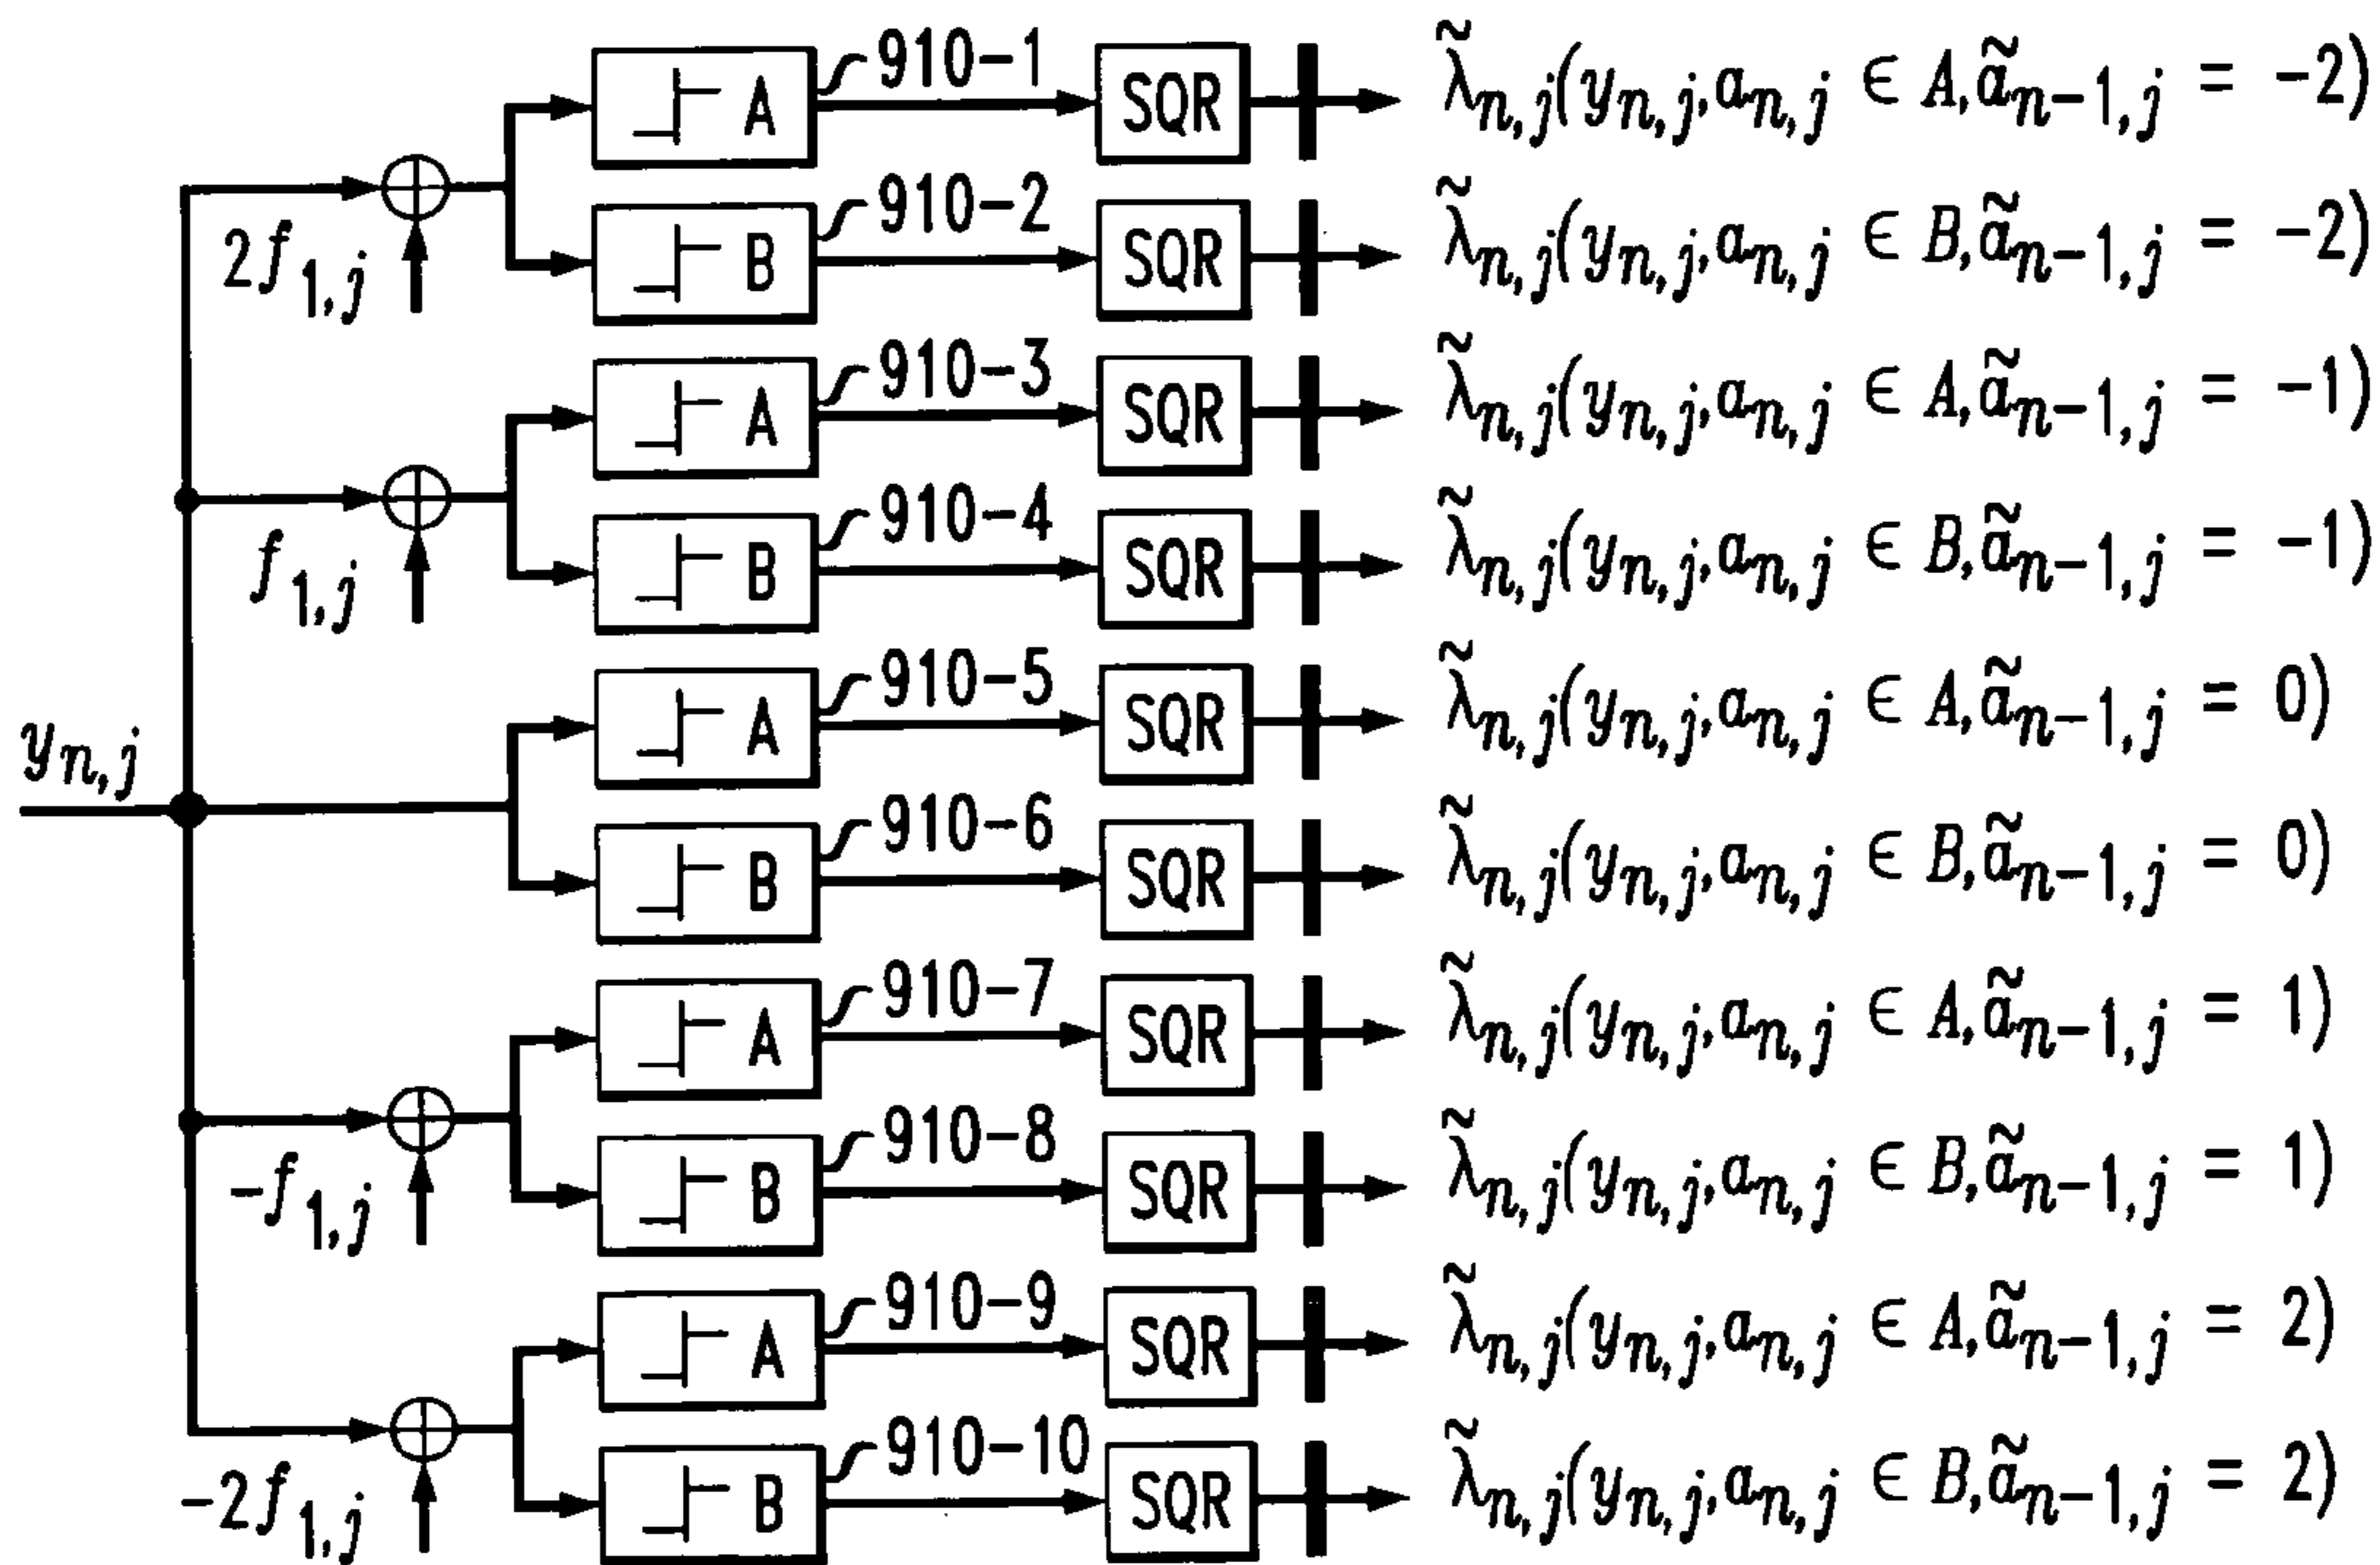 A 910-1 SQR λ̃n,j(yn,j,an,j ∈ A,ãn-1,j = -2)
2f1,j B 910-2 SQR λ̃n,j(yn,j,an,j ∈ B,ãn-1,j = -2)
A 910-3 SQR λ̃n,j(yn,j,an,j ∈ A,ãn-1,j = -1)
f1,j B 910-4 SQR λ̃n,j(yn,j,an,j ∈ B,ãn-1,j = -1)
yn,j A 910-5 SQR λ̃n,j(yn,j,an,j ∈ A,ãn-1,j = 0)
B 910-6 SQR λ̃n,j(yn,j,an,j ∈ B,ãn-1,j = 0)
A 910-7 SQR λ̃n,j(yn,j,an,j ∈ A,ãn-1,j = 1)
-f1,j B 910-8 SQR λ̃n,j(yn,j,an,j ∈ B,ãn-1,j = 1)
A 910-9 SQR λ̃n,j(yn,j,an,j ∈ A,ãn-1,j = 2)
-2f1,j B 910-10 SQR λ̃n,j(yn,j,an,j ∈ B,ãn-1,j = 2)